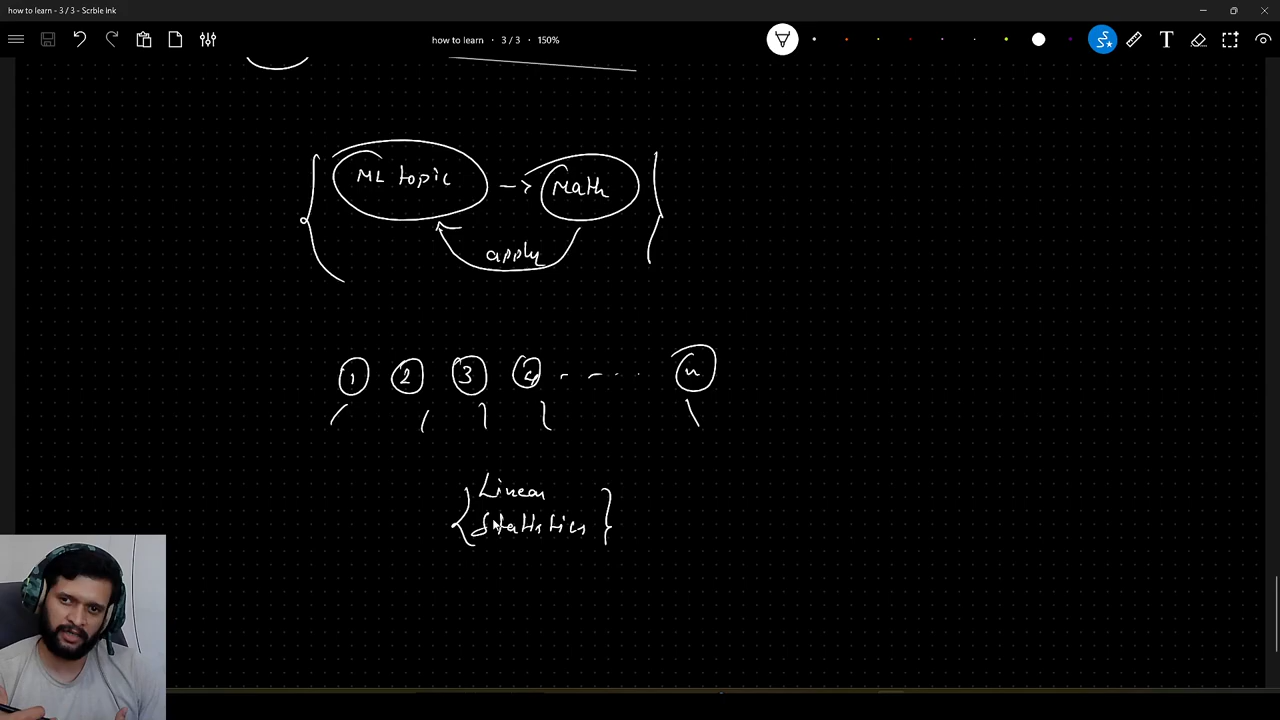 how to learn - 3 / 3 - Scrble Ink
how to learn • 3 / 3 • 150%
T
ML topic -> Math
apply
1 2 3 4 - - - . . . n
Linear
Statistics